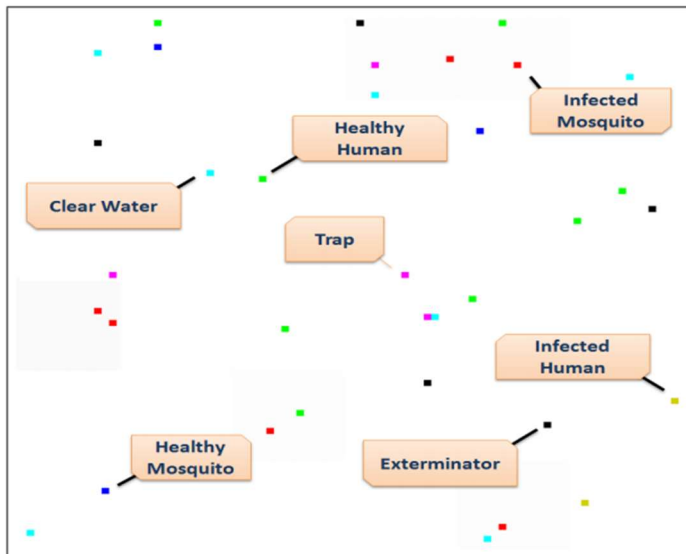 Infected
Mosquito
Healthy
Human
Clear Water
Trap
Infected
Human
Healthy
Mosquito
Exterminator